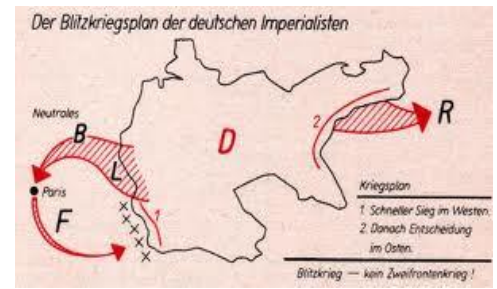 Der Blitzkriegsplan der deutschen Imperialisten
Neutrales
B
L
D
2
R
Paris
F
1
Kriegsplan
1. Schneller Sieg im Westen.
2. Danach Entscheidung
im Osten.
Blitzkrieg — kein Zweifrontenkrieg!